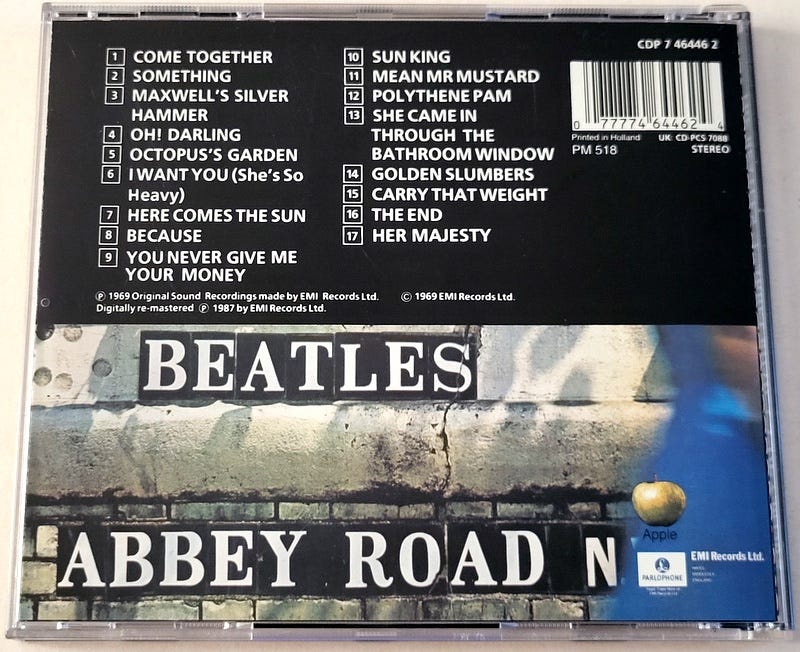 CDP 7 46446 2
1 COME TOGETHER
2 SOMETHING
3 MAXWELL'S SILVER
HAMMER
4 OH! DARLING
5 OCTOPUS'S GARDEN
6 I WANT YOU (She's So
Heavy)
7 HERE COMES THE SUN
8 BECAUSE
9 YOU NEVER GIVE ME
YOUR MONEY
10 SUN KING
11 MEAN MR MUSTARD
12 POLYTHENE PAM
13 SHE CAME IN
THROUGH THE
BATHROOM WINDOW
14 GOLDEN SLUMBERS
15 CARRY THAT WEIGHT
16 THE END
17 HER MAJESTY
0 77774 64462 4
Printed in Holland UK: CD-PCS 7088
PM 518 STEREO
℗ 1969 Original Sound Recordings made by EMI Records Ltd. © 1969 EMI Records Ltd.
Digitally re-mastered ℗ 1987 by EMI Records Ltd.
BEATLES
ABBEY ROAD N
Apple
PARLOPHONE
EMI Records Ltd.
HAYES
MIDDLESEX
ENGLAND